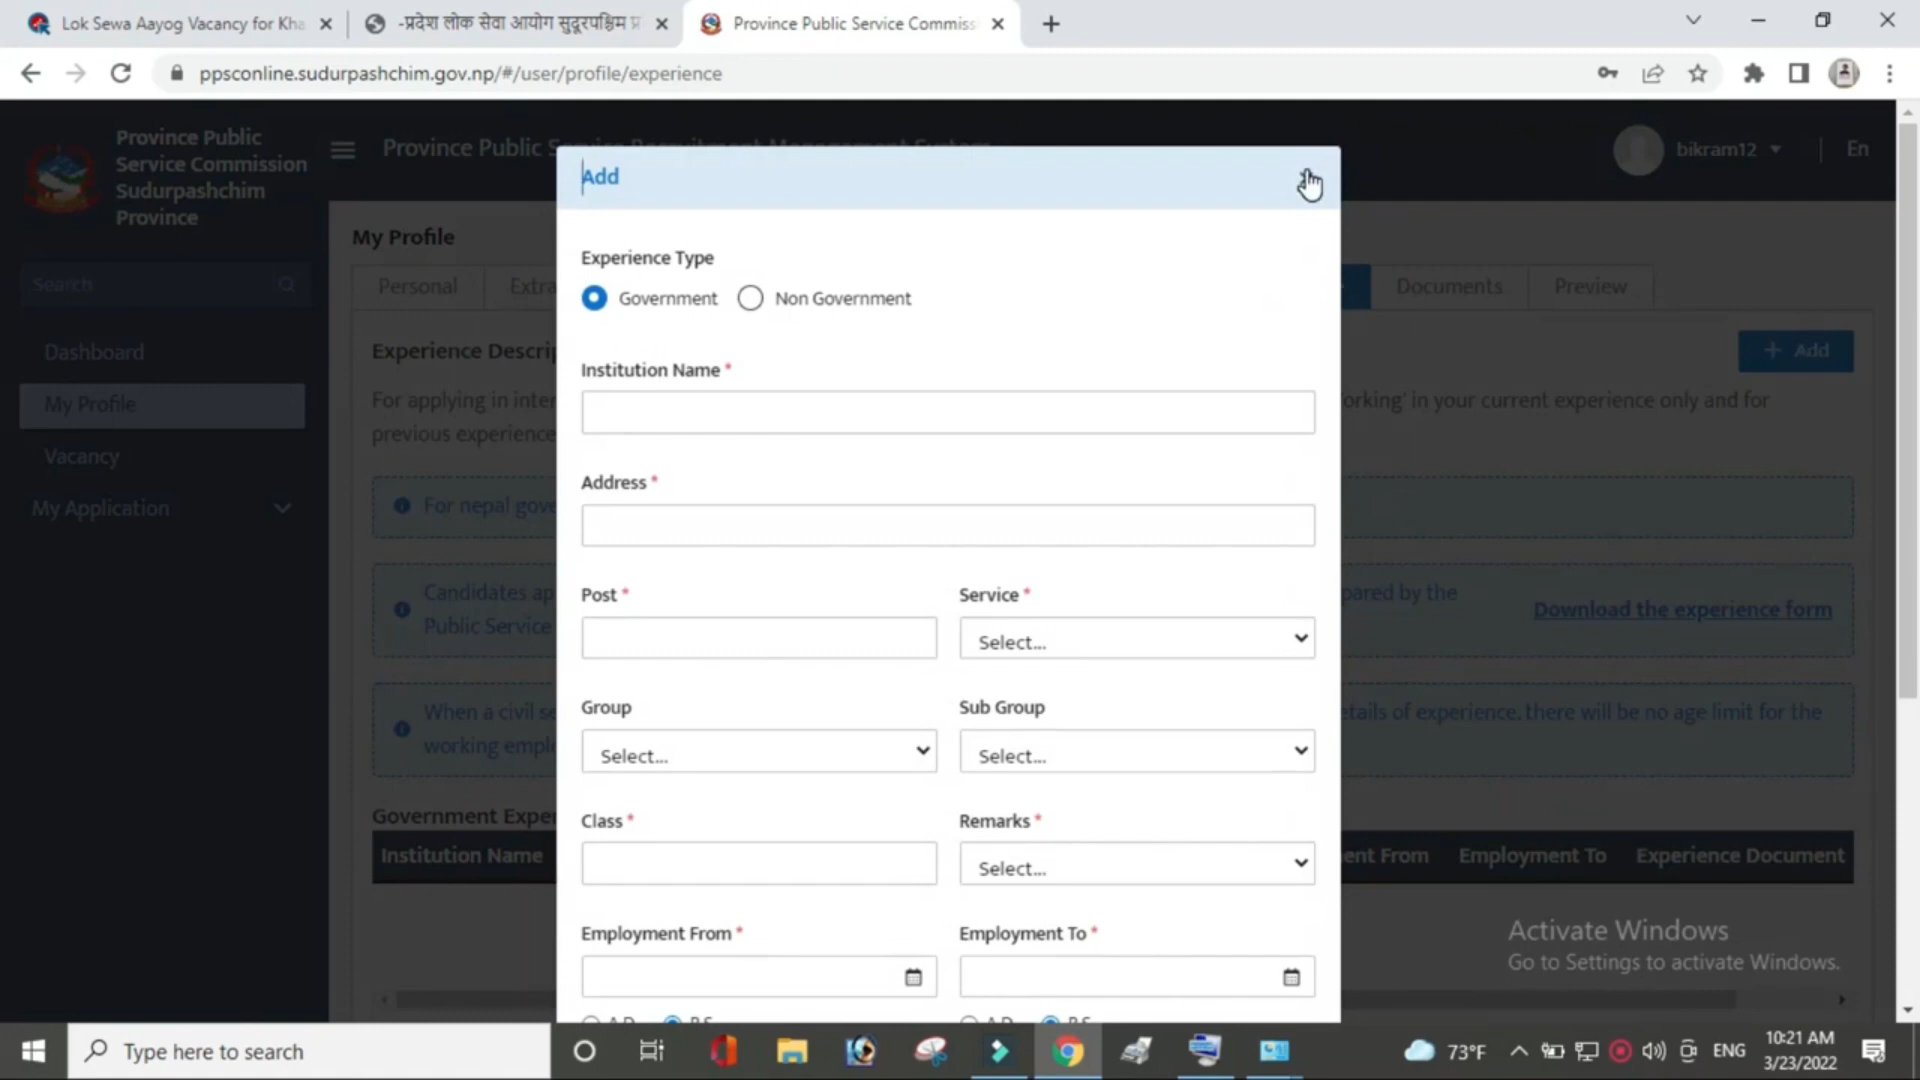 Lok Sewa Aayog Vacancy for Kha
-प्रदेश लोक सेवा आयोग सुदूरपश्चिम प्र
Province Public Service Commiss
ppsconline.sudurpashchim.gov.np/#/user/profile/experience
Province Public
Service Commission
Sudurpashchim
Province
Province Public Service Recruitment Management System
bikram12
En
Search
Dashboard
My Profile
Vacancy
My Application
My Profile
Personal
Extra
Documents
Preview
Experience Descrip
+ Add
For applying in inter
orking' in your current experience only and for
previous experience
For nepal gove
Candidates ap
pared by the
Public Service
Download the experience form
When a civil se
etails of experience. there will be no age limit for the
working emplo
Government Exper
Institution Name
ent From
Employment To
Experience Document
Add
Experience Type
Government
Non Government
Institution Name *
Address *
Post *
Service *
Select...
Group
Sub Group
Select...
Select...
Class *
Remarks *
Select...
Employment From *
Employment To *
A.D.
B.S.
A.D.
B.S.
Activate Windows
Go to Settings to activate Windows.
Type here to search
73°F
ENG
10:21 AM
3/23/2022